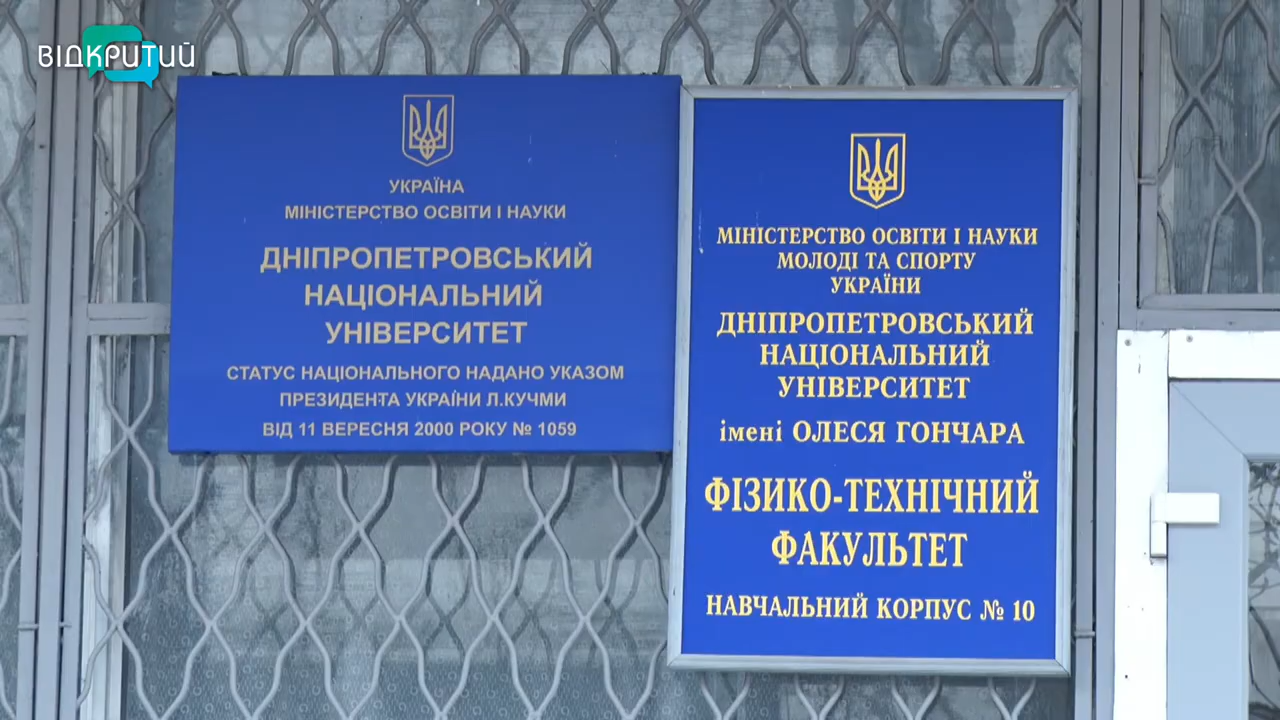 ВІДКРИТИЙ
УКРАЇНА
МІНІСТЕРСТВО ОСВІТИ І НАУКИ
ДНІПРОПЕТРОВСЬКИЙ
НАЦІОНАЛЬНИЙ
УНІВЕРСИТЕТ
СТАТУС НАЦІОНАЛЬНОГО НАДАНО УКАЗОМ
ПРЕЗИДЕНТА УКРАЇНИ Л.КУЧМИ
ВІД 11 ВЕРЕСНЯ 2000 РОКУ № 1059
МІНІСТЕРСТВО ОСВІТИ І НАУКИ
МОЛОДІ ТА СПОРТУ
УКРАЇНИ
ДНІПРОПЕТРОВСЬКИЙ
НАЦІОНАЛЬНИЙ
УНІВЕРСИТЕТ
імені ОЛЕСЯ ГОНЧАРА
ФІЗИКО-ТЕХНІЧНИЙ
ФАКУЛЬТЕТ
НАВЧАЛЬНИЙ КОРПУС № 10